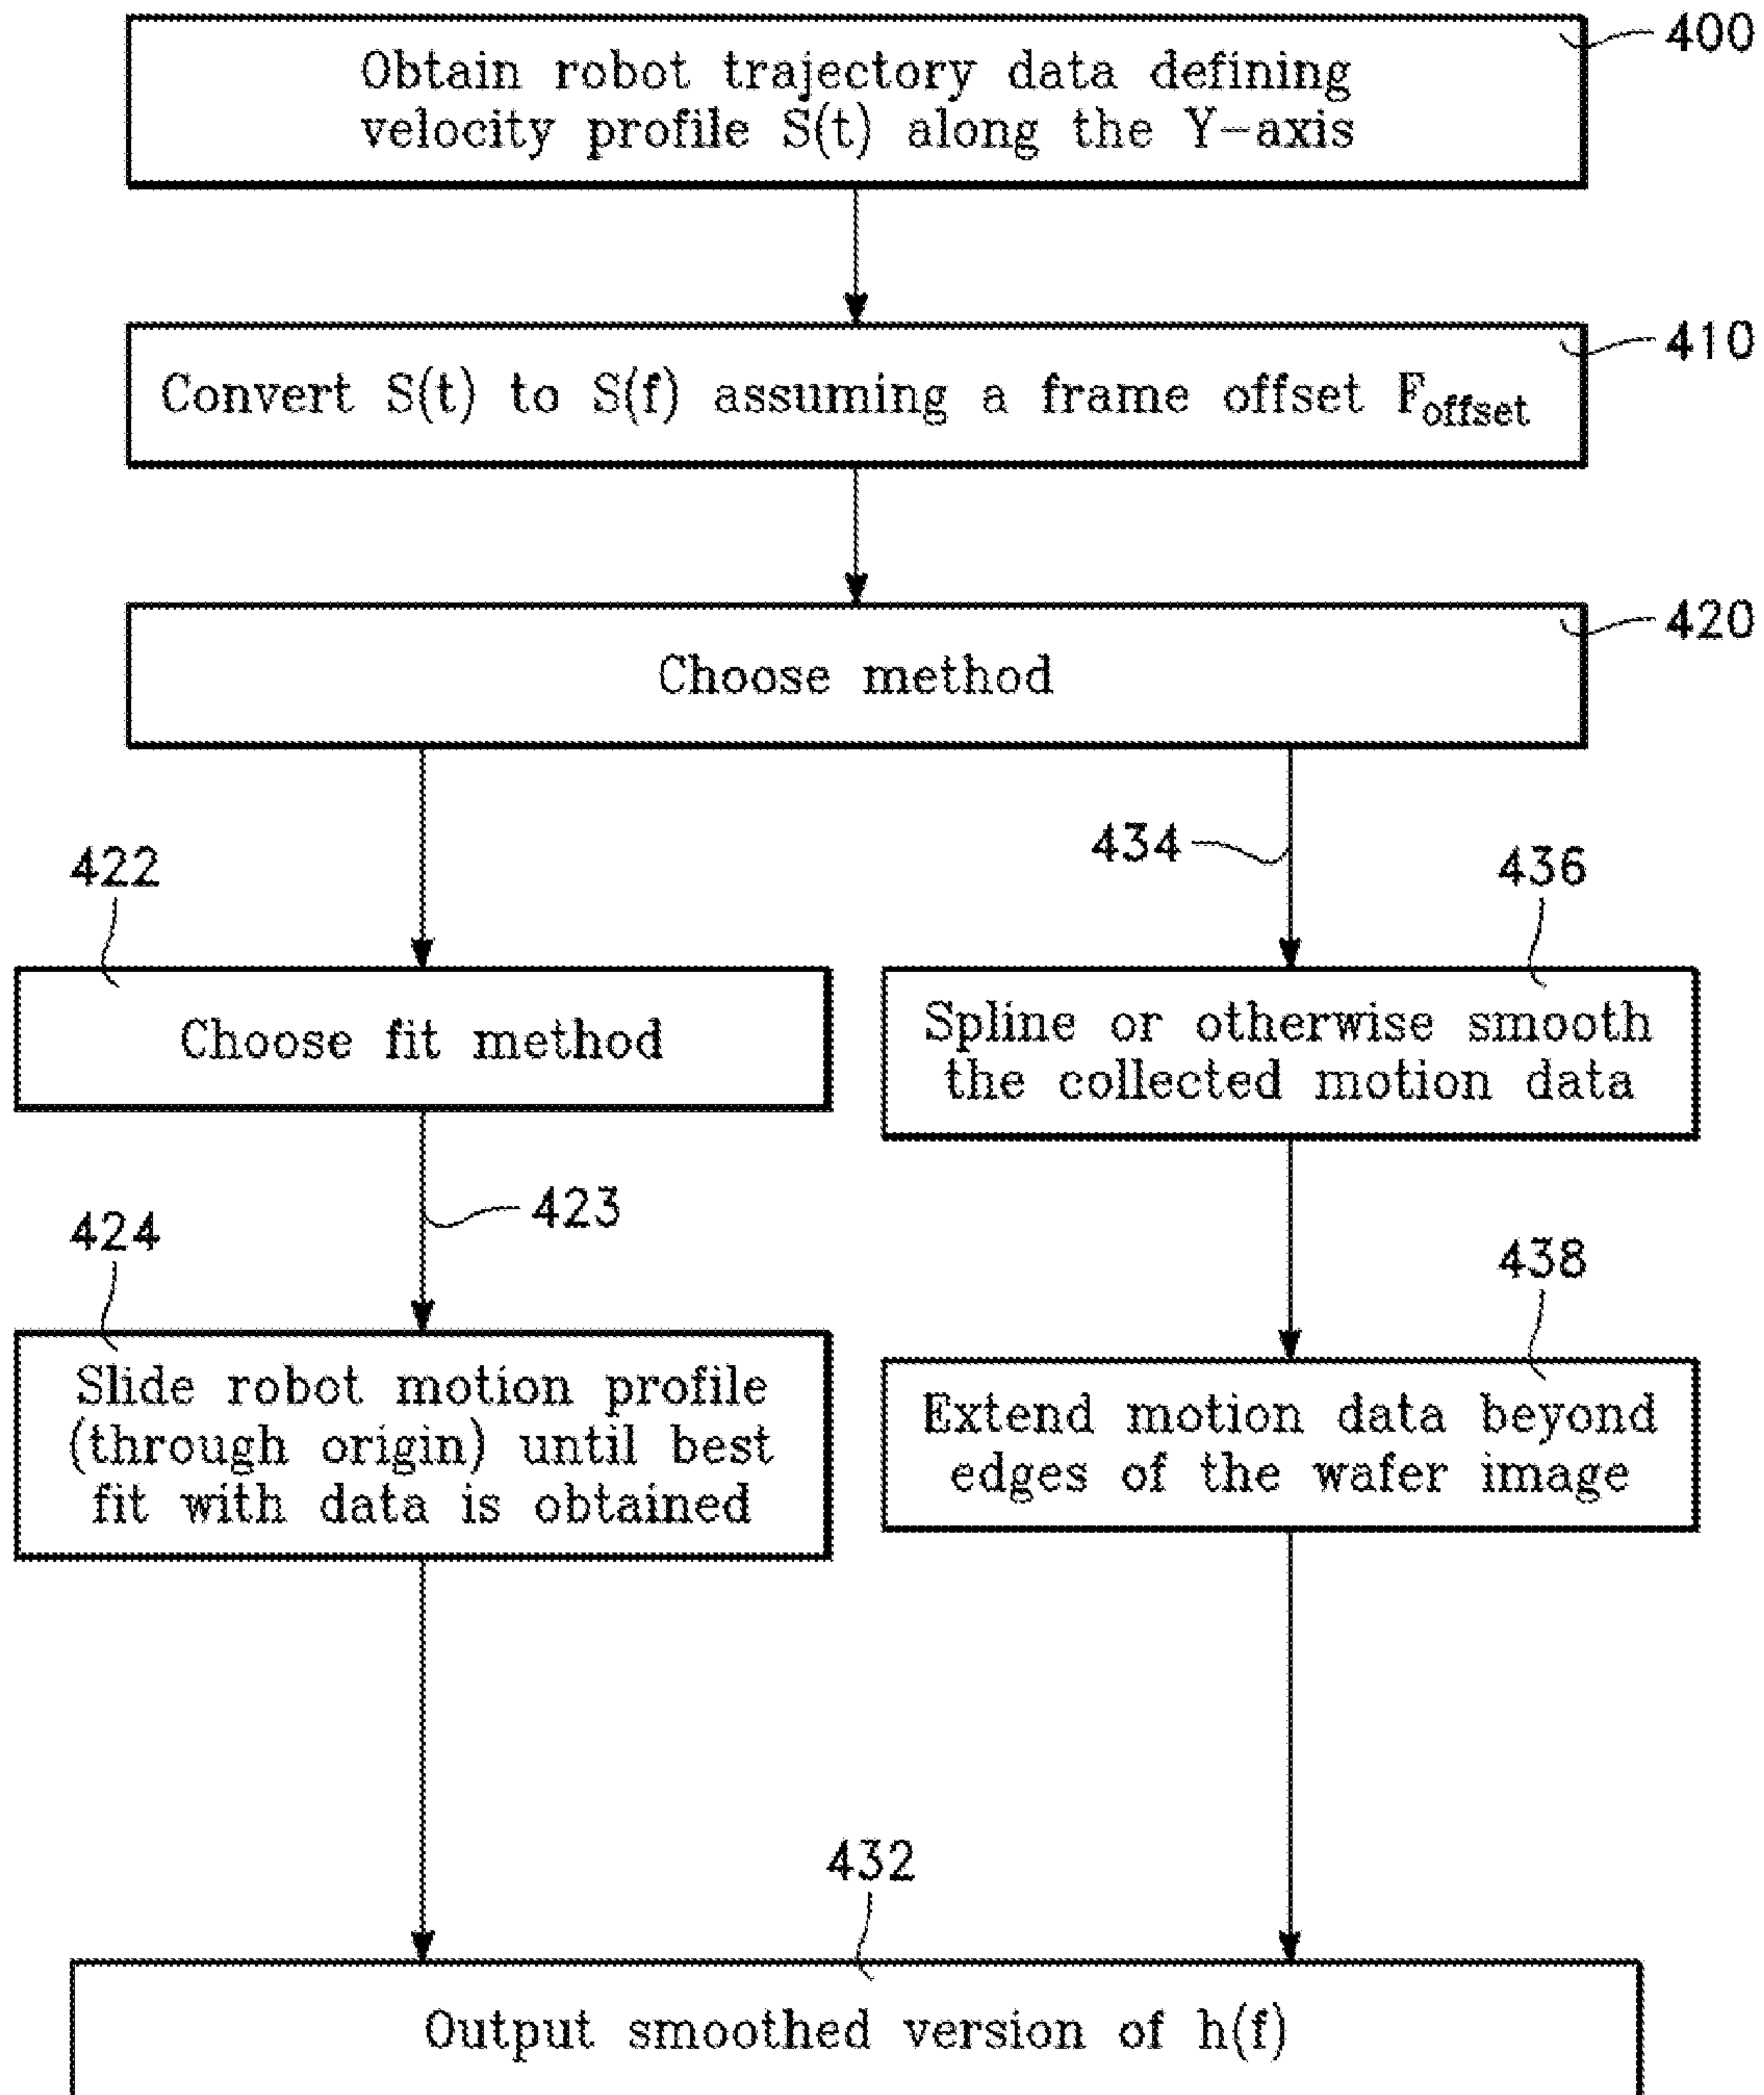 400
Obtain robot trajectory data defining
velocity profile S(t) along the Y-axis
410
Convert S(t) to S(f) assuming a frame offset Foffset
420
Choose method
434
422
436
Choose fit method
Spline or otherwise smooth
the collected motion data
423
424
438
Slide robot motion profile
(through origin) until best
fit with data is obtained
Extend motion data beyond
edges of the wafer image
432
Output smoothed version of h(f)